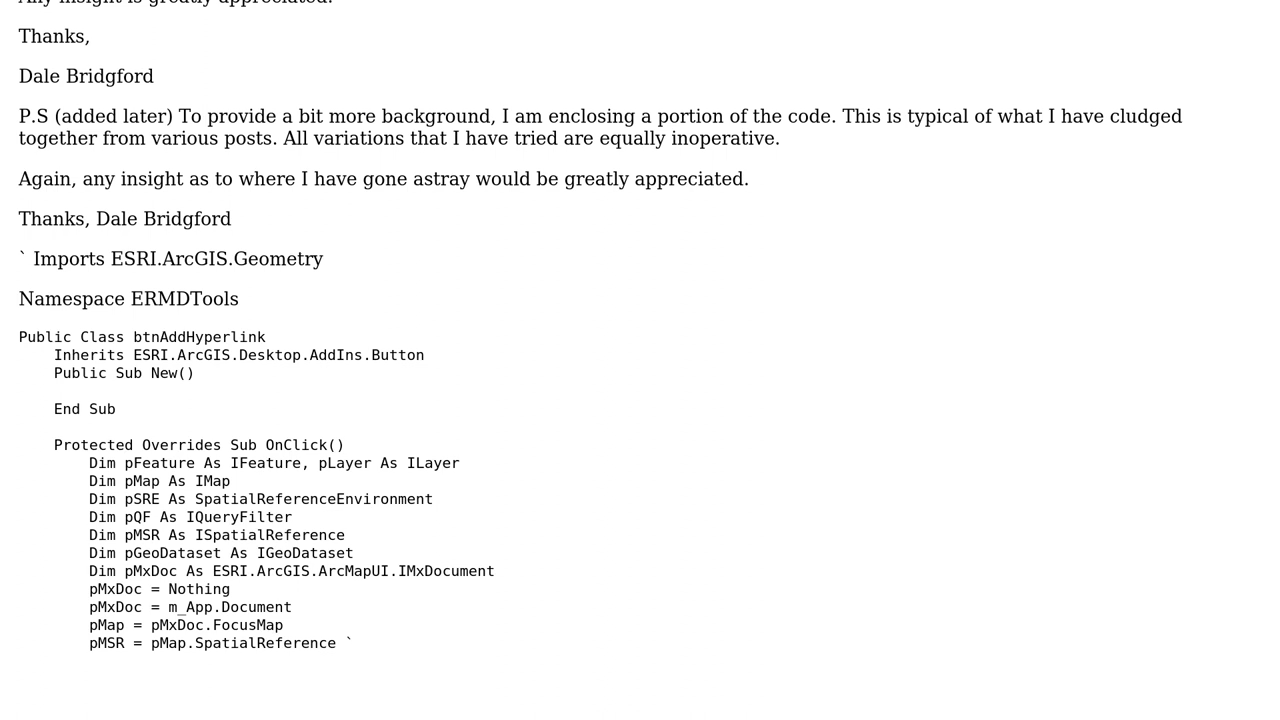 Any insight is greatly appreciated.
Thanks,
Dale Bridgford
P.S (added later) To provide a bit more background, I am enclosing a portion of the code. This is typical of what I have cludged
together from various posts. All variations that I have tried are equally inoperative.
Again, any insight as to where I have gone astray would be greatly appreciated.
Thanks, Dale Bridgford
` Imports ESRI.ArcGIS.Geometry
Namespace ERMDTools
Public Class btnAddHyperlink
    Inherits ESRI.ArcGIS.Desktop.AddIns.Button
    Public Sub New()
    End Sub
    Protected Overrides Sub OnClick()
        Dim pFeature As IFeature, pLayer As ILayer
        Dim pMap As IMap
        Dim pSRE As SpatialReferenceEnvironment
        Dim pQF As IQueryFilter
        Dim pMSR As ISpatialReference
        Dim pGeoDataset As IGeoDataset
        Dim pMxDoc As ESRI.ArcGIS.ArcMapUI.IMxDocument
        pMxDoc = Nothing
        pMxDoc = m_App.Document
        pMap = pMxDoc.FocusMap
        pMSR = pMap.SpatialReference `